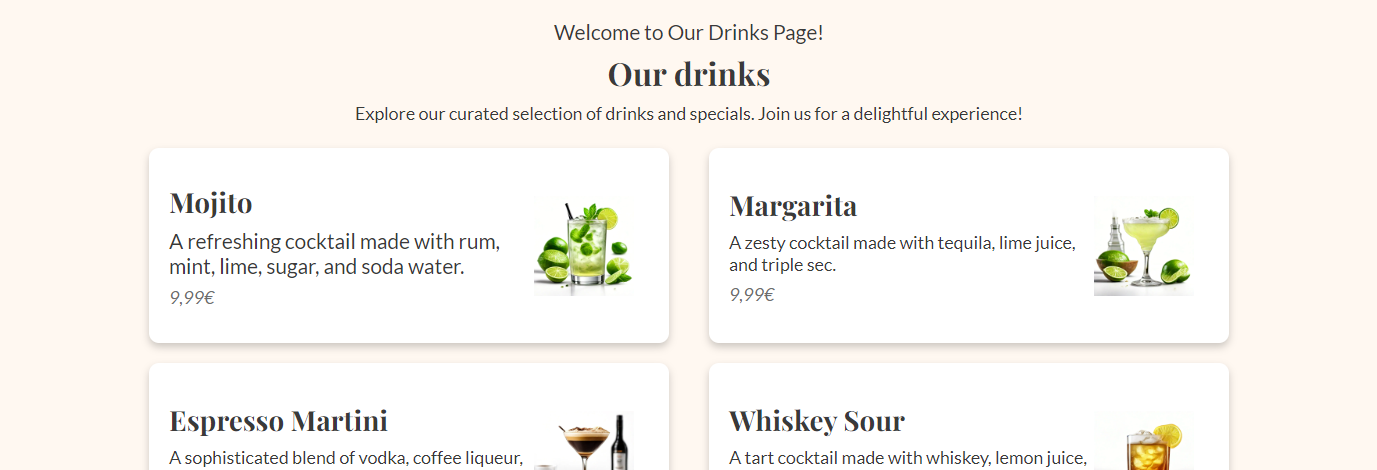 Welcome to Our Drinks Page!
Our drinks
Explore our curated selection of drinks and specials. Join us for a delightful experience!
Mojito
A refreshing cocktail made with rum,
mint, lime, sugar, and soda water.
9,99€
Margarita
A zesty cocktail made with tequila, lime juice,
and triple sec.
9,99€
Espresso Martini
A sophisticated blend of vodka, coffee liqueur,
Whiskey Sour
A tart cocktail made with whiskey, lemon juice,